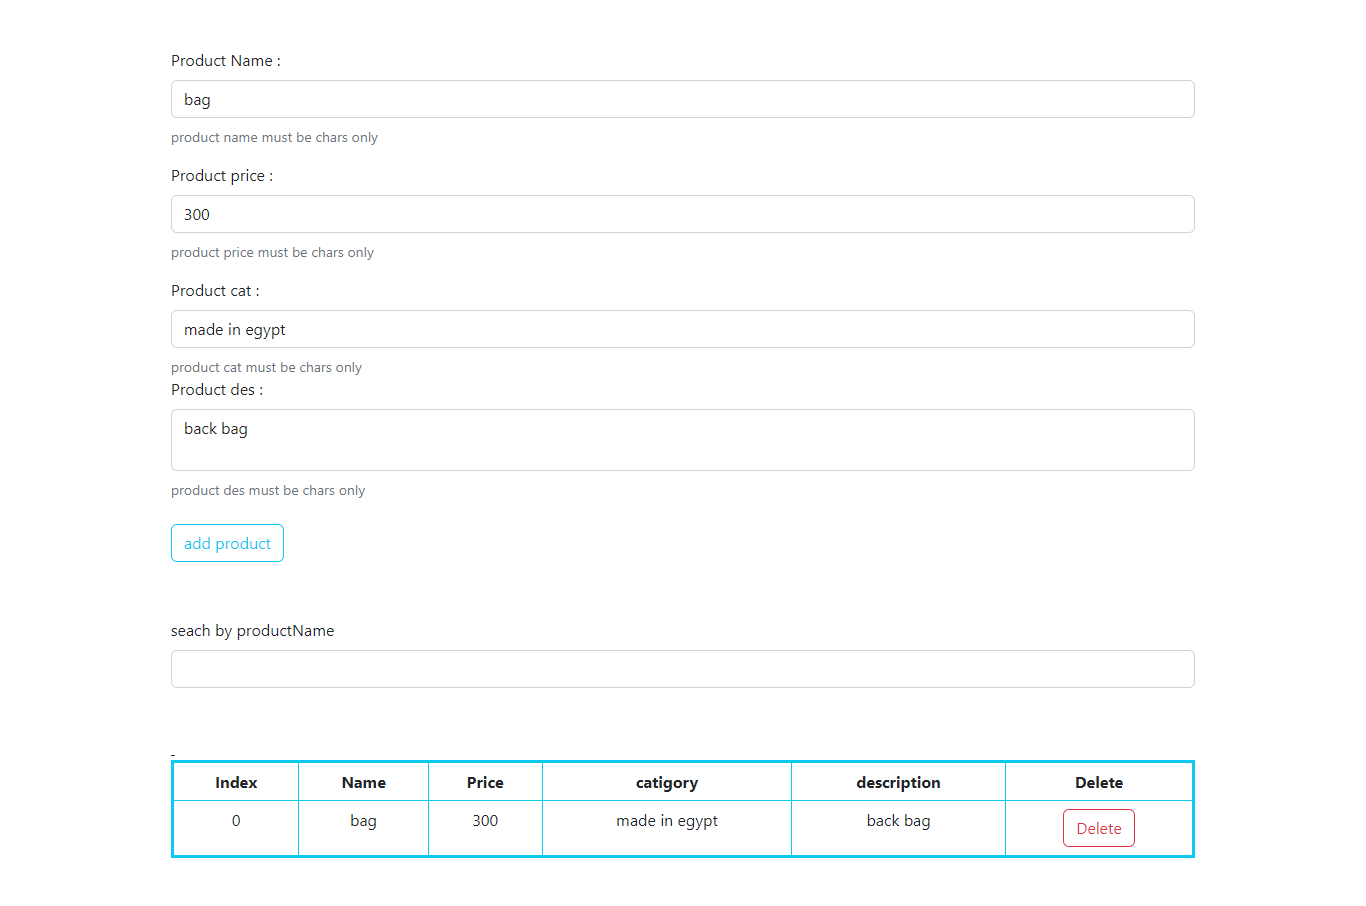 Product Name :
bag
product name must be chars only
Product price :
300
product price must be chars only
Product cat :
made in egypt
product cat must be chars only
Product des :
back bag
product des must be chars only
add product
seach by productName
-
Index Name Price catigory description Delete
0 bag 300 made in egypt back bag Delete